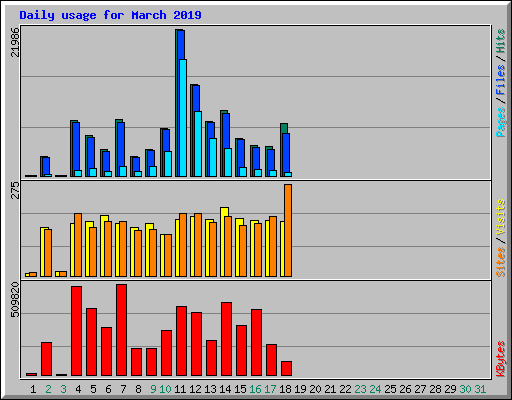 Daily usage for March 2019
21986
Pages / Files / Hits
275
Sites / Visits
509820
KBytes
1 2 3 4 5 6 7 8 9 10 11 12 13 14 15 16 17 18 19 20 21 22 23 24 25 26 27 28 29 30 31